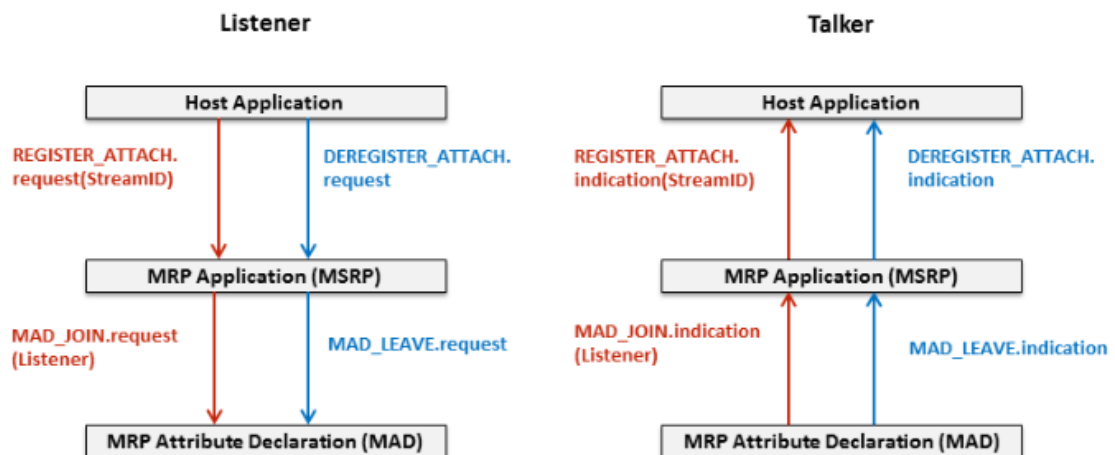 Listener
Talker
Host Application
Host Application
REGISTER_ATTACH.
request(StreamID)
DEREGISTER_ATTACH.
request
REGISTER_ATTACH.
indication(StreamID)
DEREGISTER_ATTACH.
indication
MRP Application (MSRP)
MRP Application (MSRP)
MAD_JOIN.request
(Listener)
MAD_LEAVE.request
MAD_JOIN.indication
(Listener)
MAD_LEAVE.indication
MRP Attribute Declaration (MAD)
MRP Attribute Declaration (MAD)